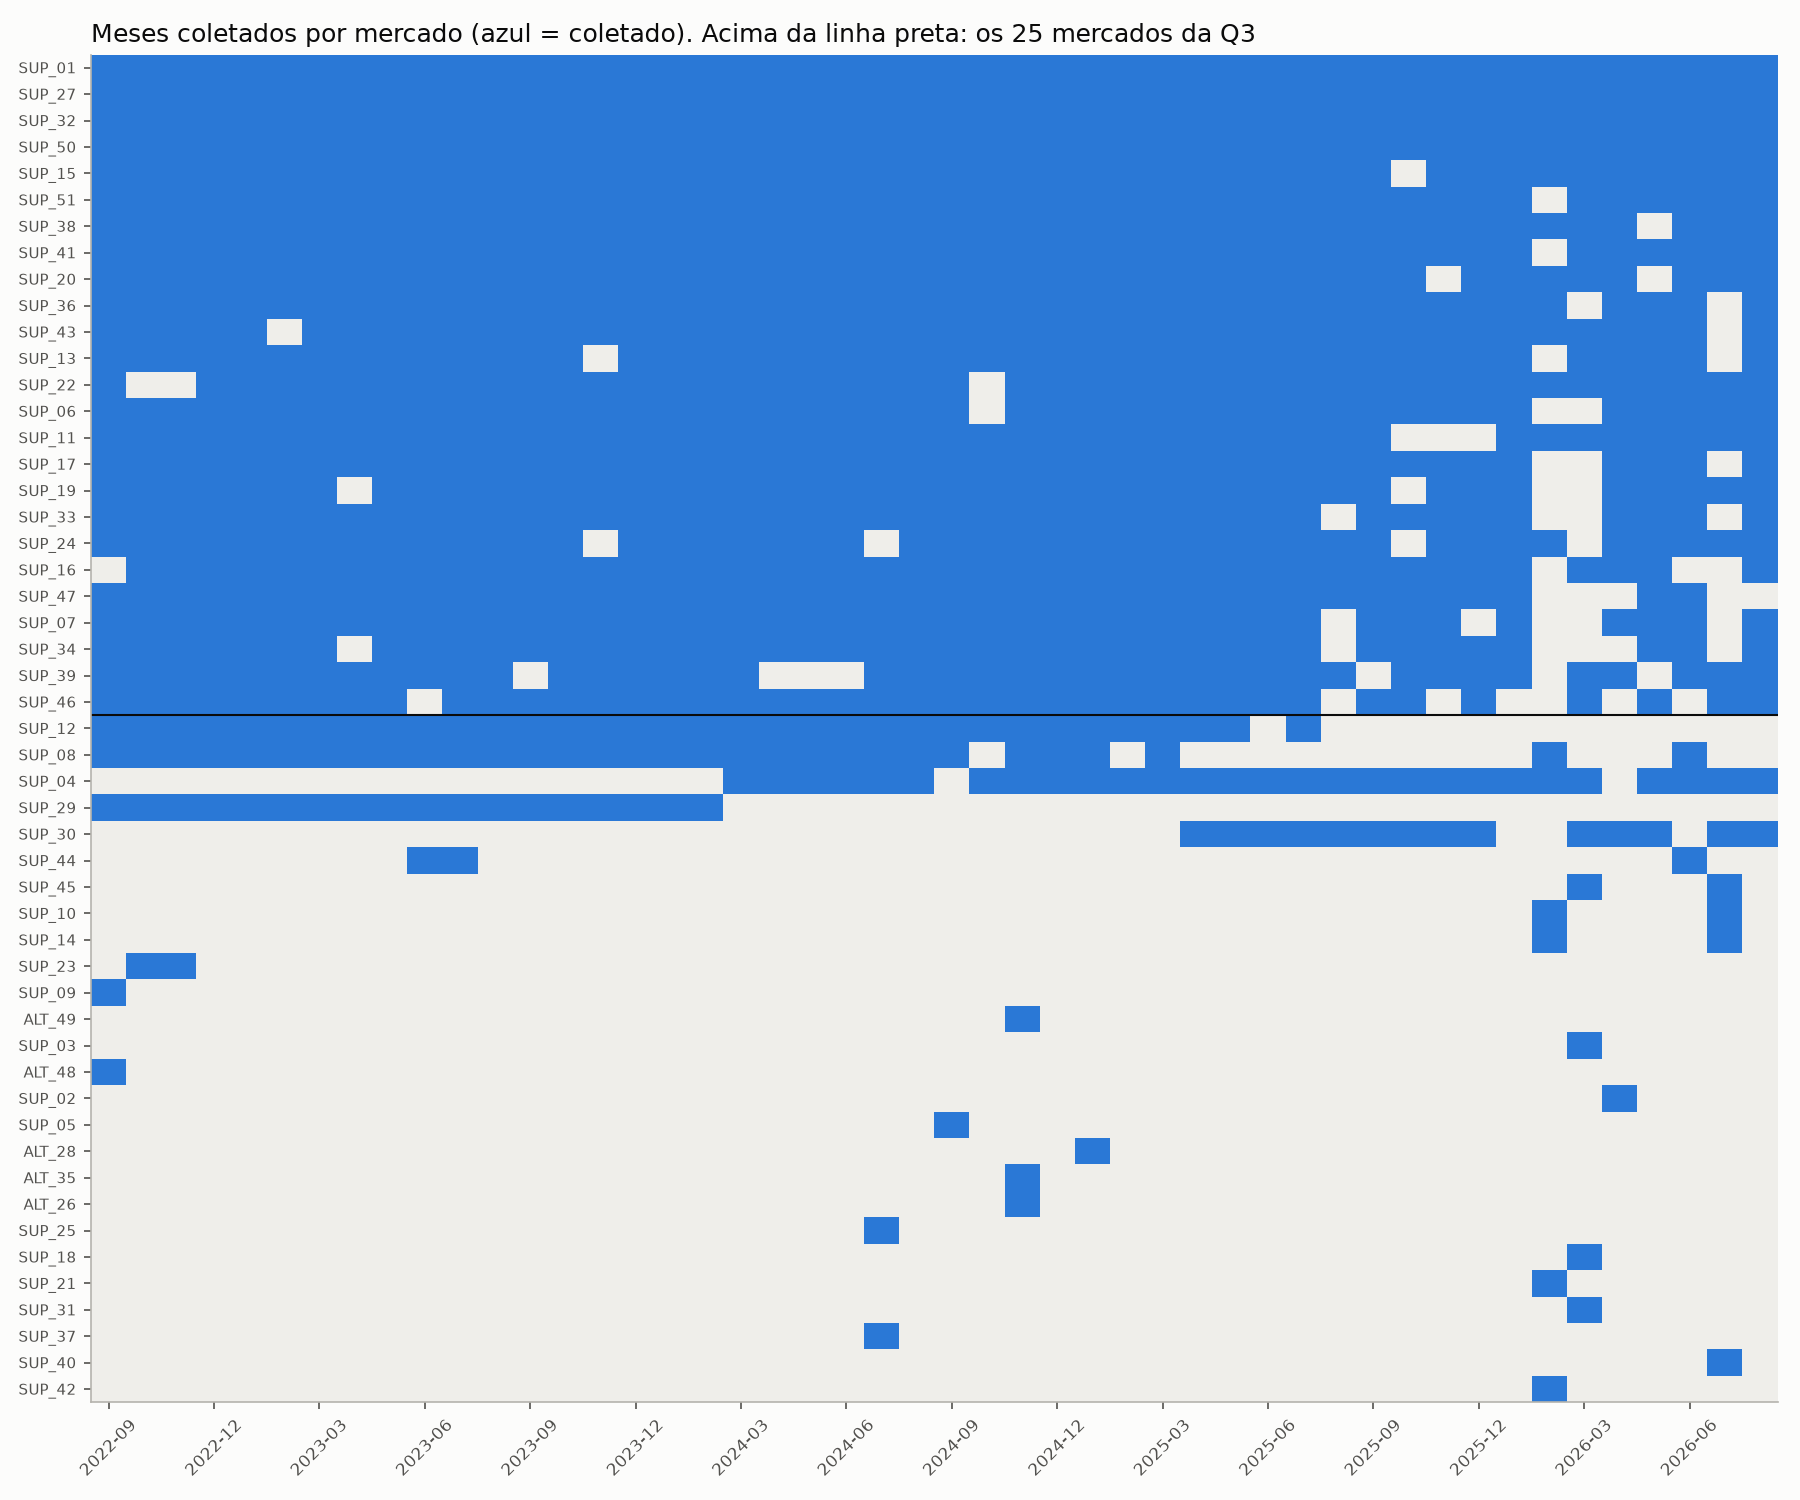 Meses coletados por mercado (azul = coletado). Acima da linha preta: os 25 mercados da Q3
SUP_01
SUP_27
SUP_32
SUP_50
SUP_15
SUP_51
SUP_38
SUP_41
SUP_20
SUP_36
SUP_43
SUP_13
SUP_22
SUP_06
SUP_11
SUP_17
SUP_19
SUP_33
SUP_24
SUP_16
SUP_47
SUP_07
SUP_34
SUP_39
SUP_46
SUP_12
SUP_08
SUP_04
SUP_29
SUP_30
SUP_44
SUP_45
SUP_10
SUP_14
SUP_23
SUP_09
ALT_49
SUP_03
ALT_48
SUP_02
SUP_05
ALT_28
ALT_35
ALT_26
SUP_25
SUP_18
SUP_21
SUP_31
SUP_37
SUP_40
SUP_42
2022-09
2022-12
2023-03
2023-06
2023-09
2023-12
2024-03
2024-06
2024-09
2024-12
2025-03
2025-06
2025-09
2025-12
2026-03
2026-06